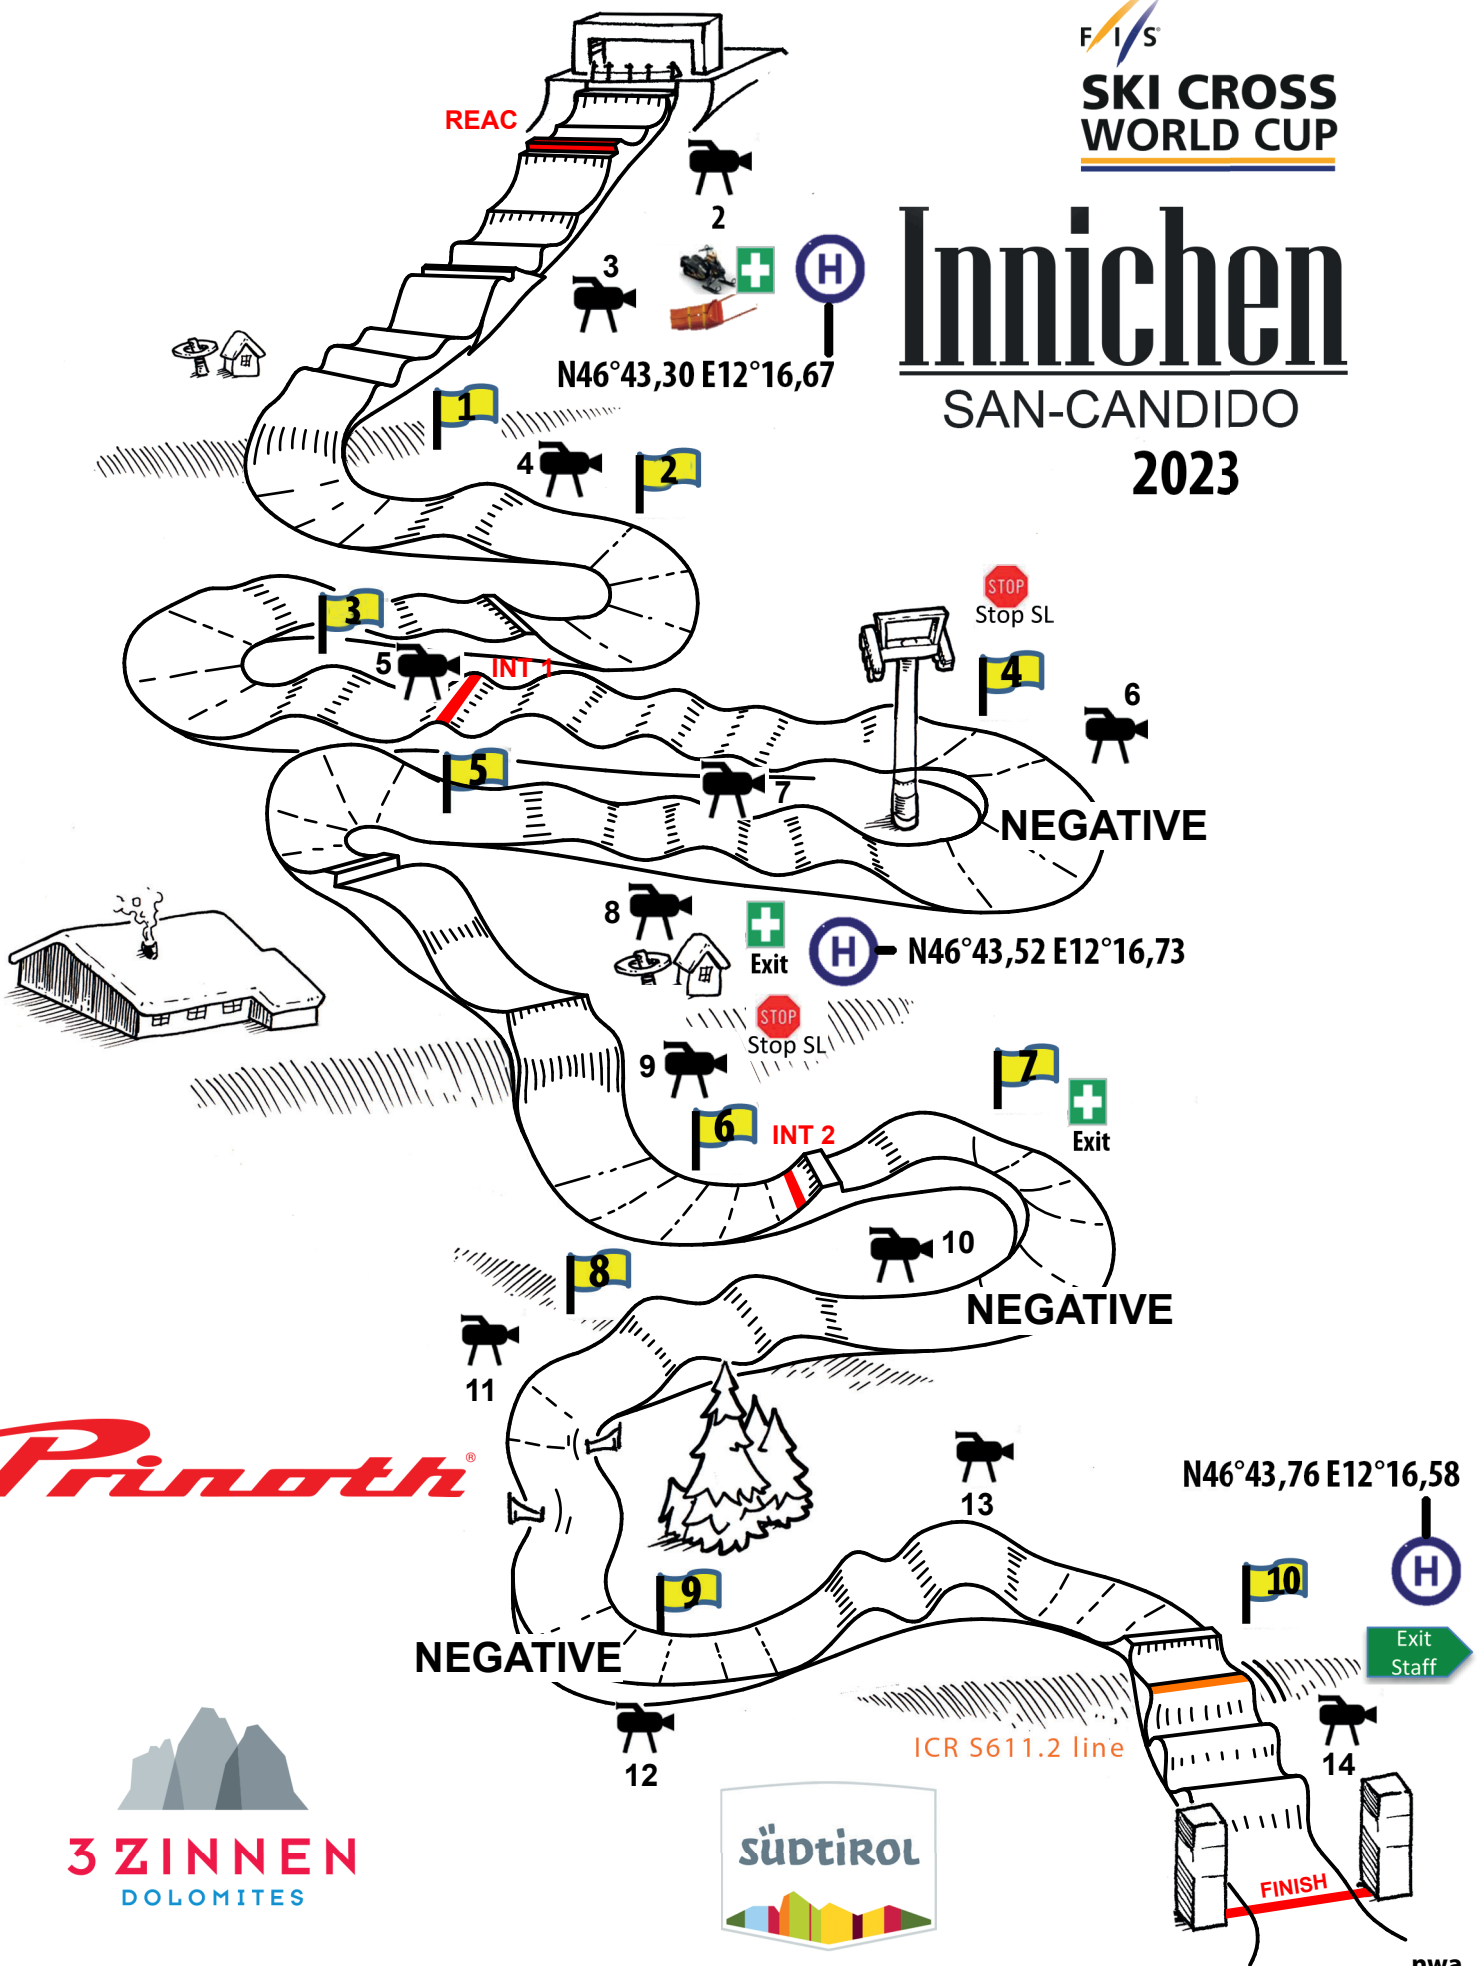 F/I/S
SKI CROSS
WORLD CUP
REAC
2
Innichen
3
H
N46°43,30 E12°16,67
SAN-CANDIDO
1
2023
4
2
STOP
Stop SL
3
5
INT 1
4
6
5
7
NEGATIVE
8
Exit
H
N46°43,52 E12°16,73
STOP
Stop SL
9
7
6
INT 2
Exit
10
8
NEGATIVE
11
Prinoth®
13
N46°43,76 E12°16,58
H
9
10
NEGATIVE
Exit
Staff
12
ICR S611.2 line
14
3 ZINNEN
DOLOMITES
SÜDTIROL
FINISH